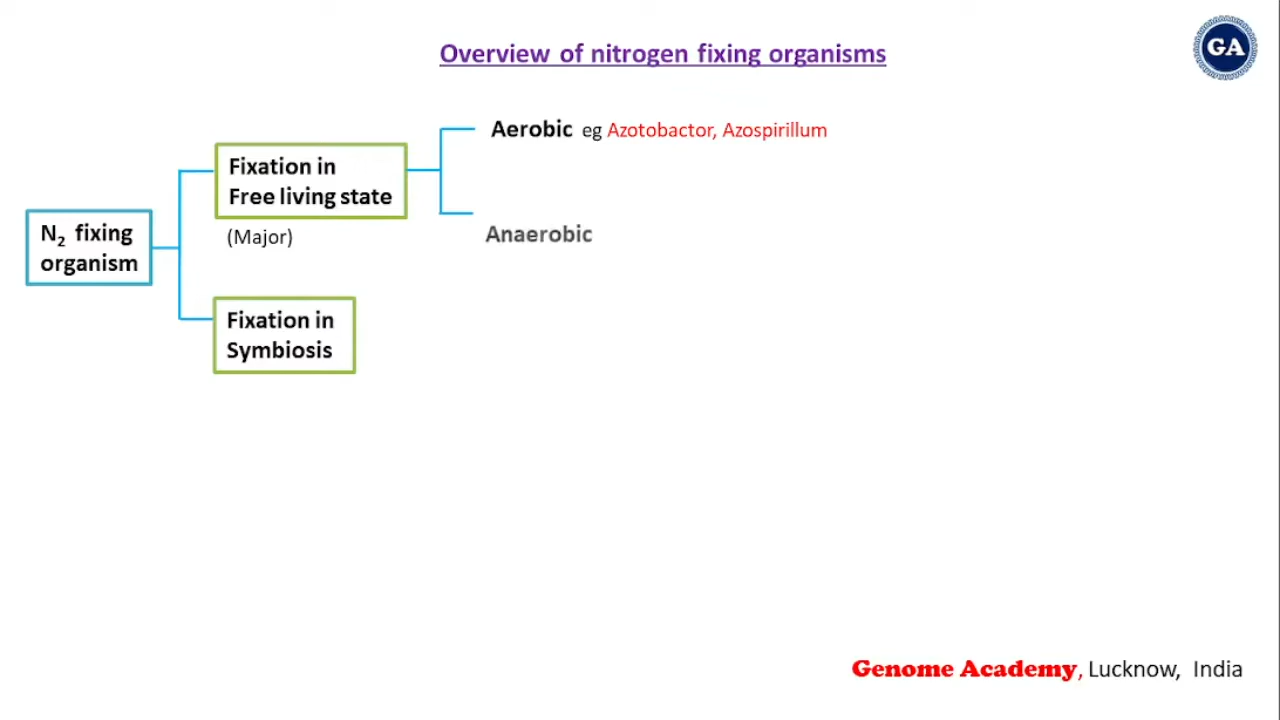 Overview of nitrogen fixing organisms
GA
Aerobic eg Azotobactor, Azospirillum
Fixation in
Free living state
(Major)
N₂ fixing
organism
Anaerobic
Fixation in
Symbiosis
Genome Academy, Lucknow, India